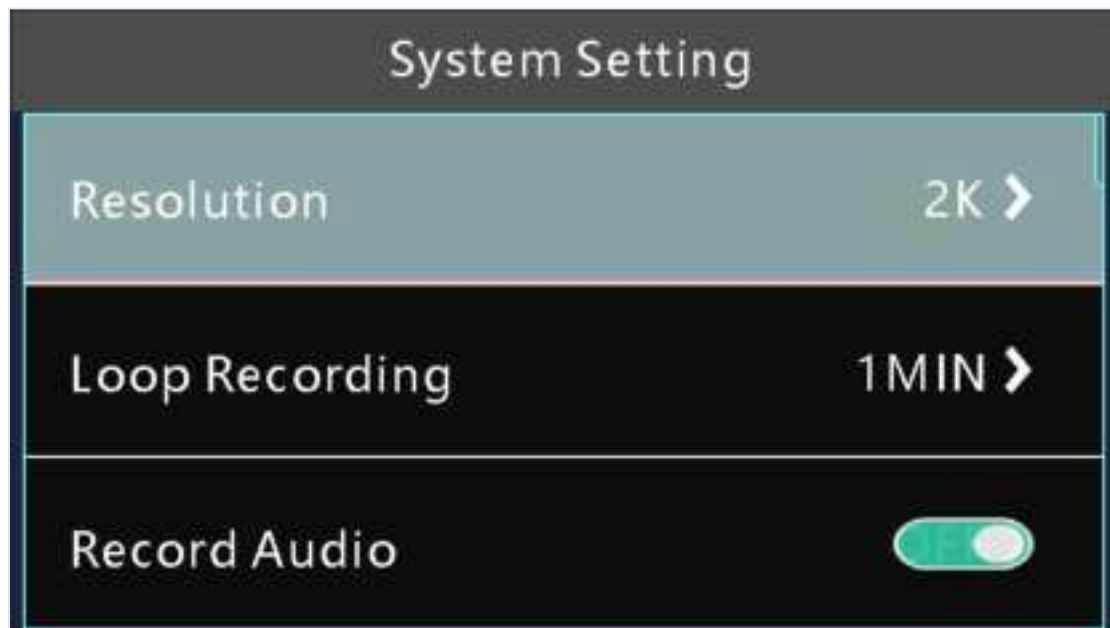 System Setting
Resolution 2K
Loop Recording 1MIN
Record Audio